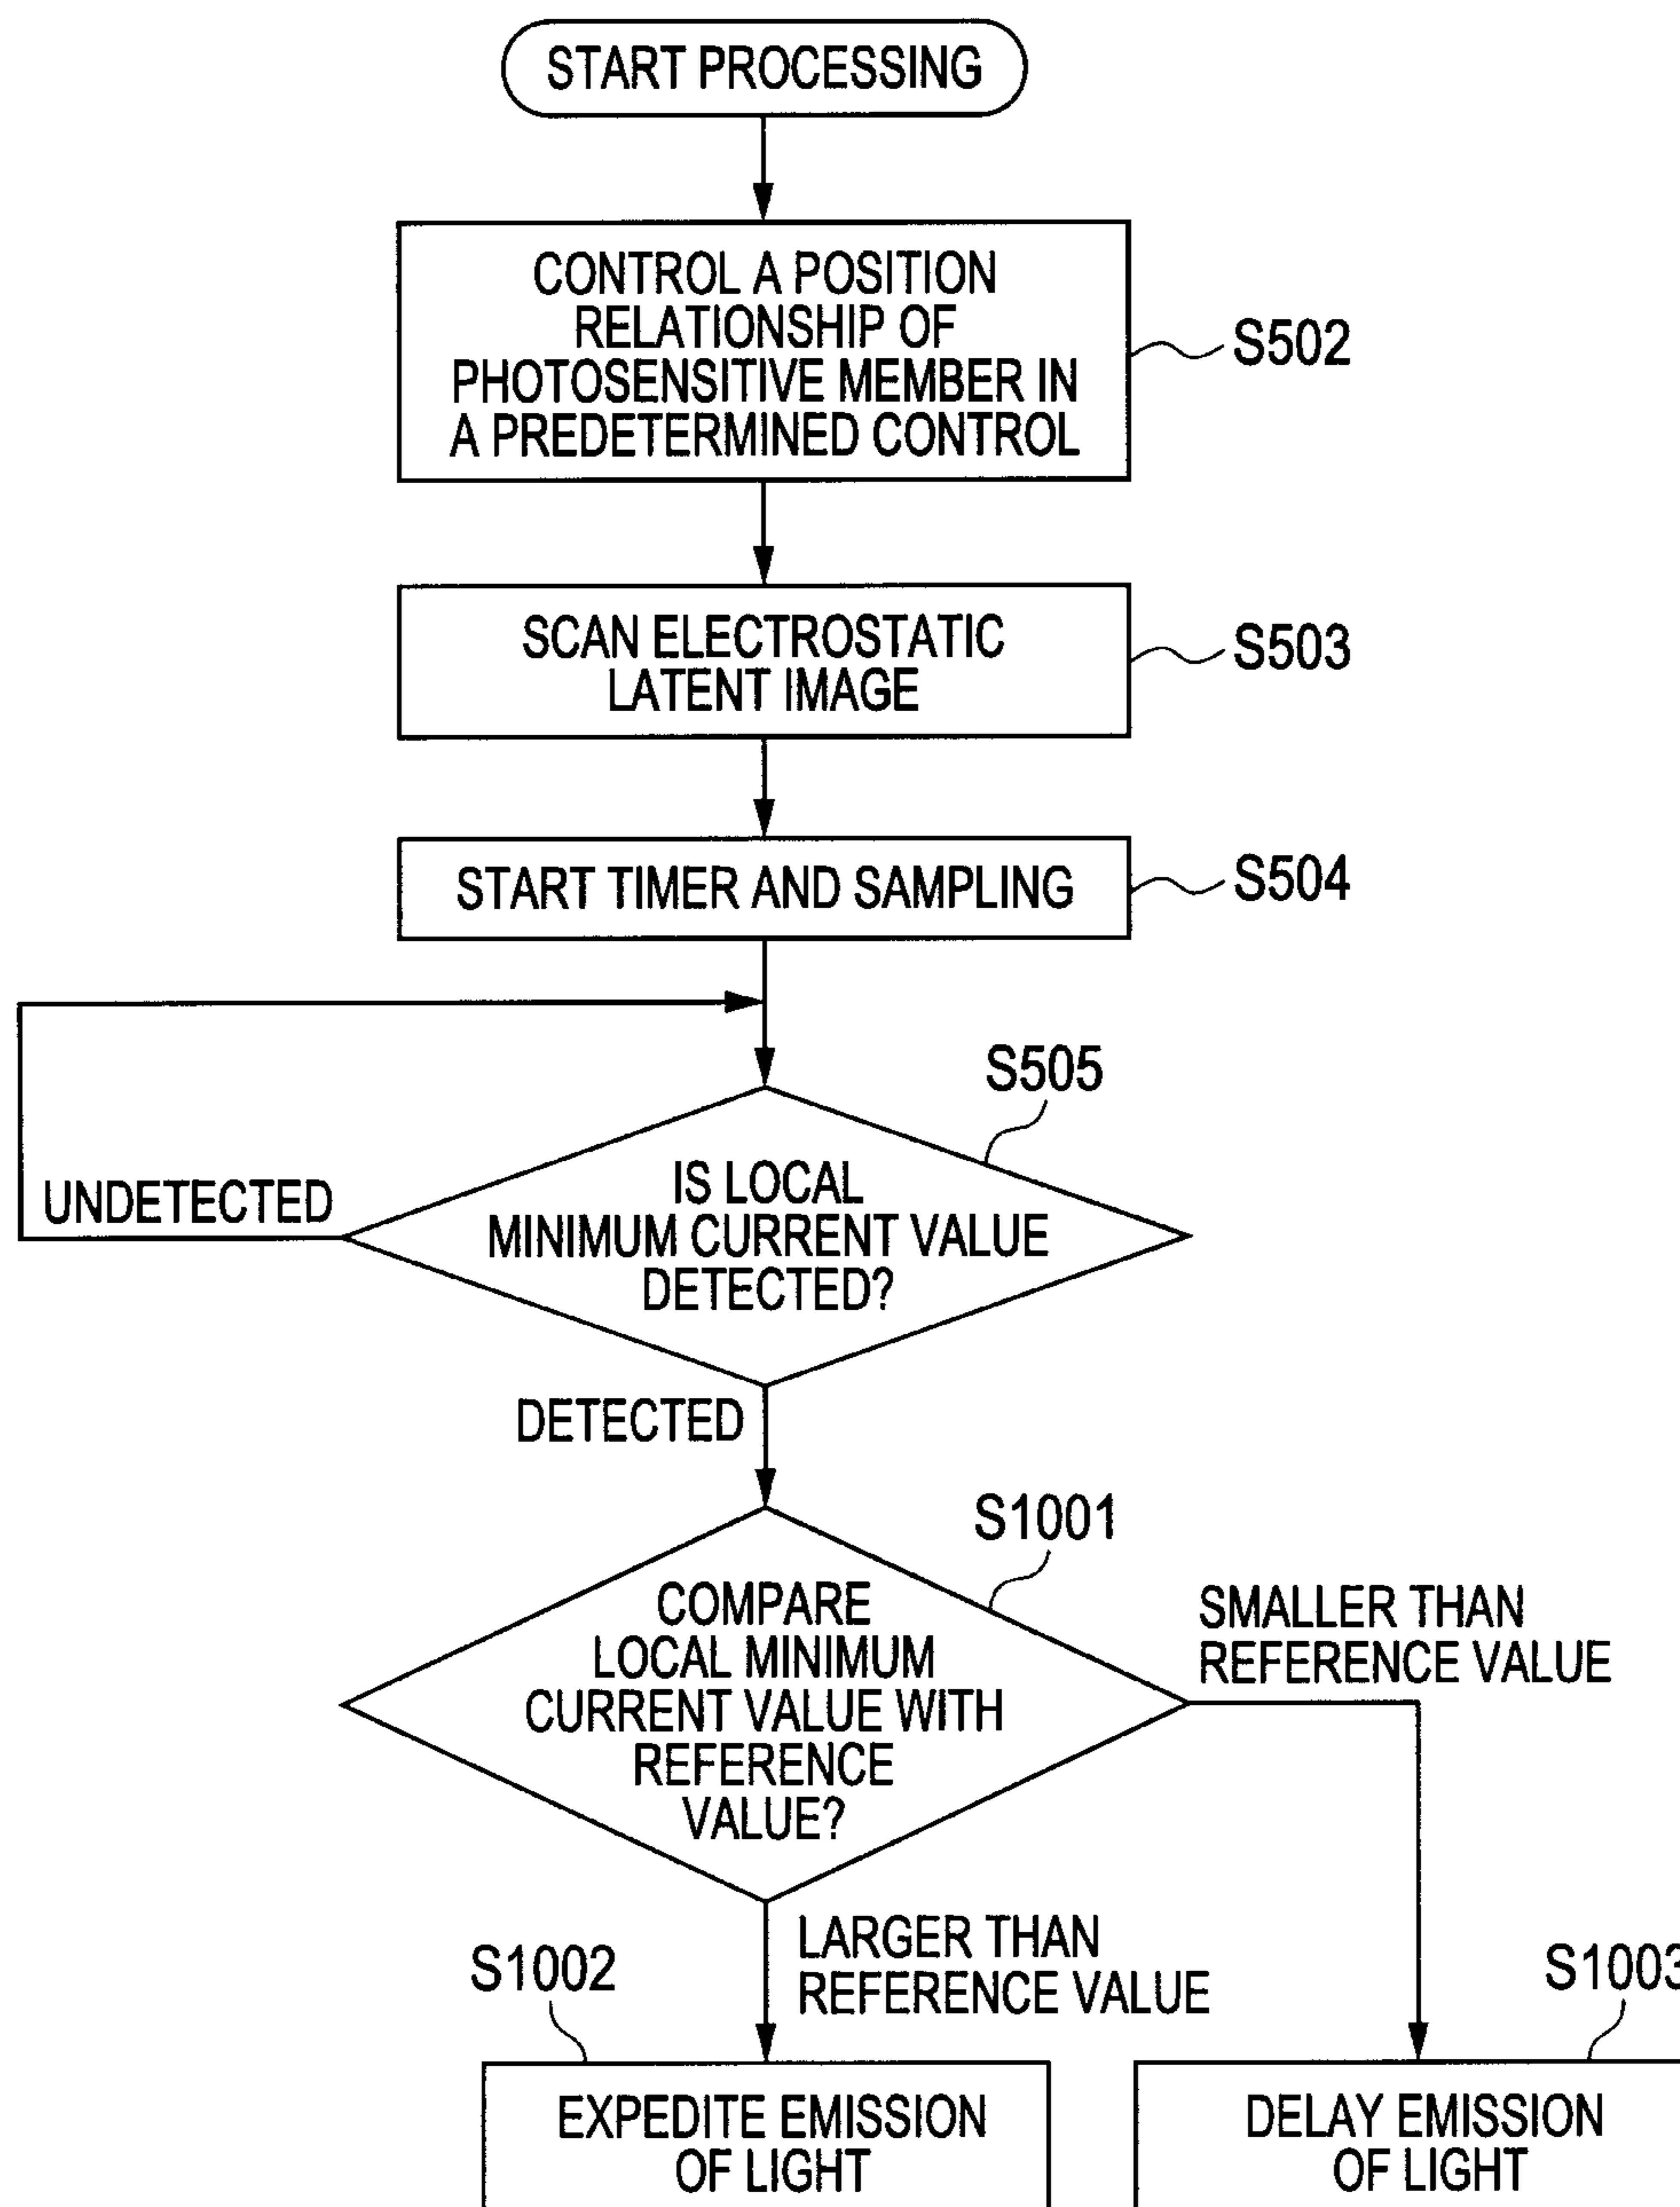 START PROCESSING
CONTROL A POSITION
RELATIONSHIP OF
PHOTOSENSITIVE MEMBER IN
A PREDETERMINED CONTROL
S502
SCAN ELECTROSTATIC
LATENT IMAGE
S503
START TIMER AND SAMPLING
S504
S505
IS LOCAL
MINIMUM CURRENT VALUE
DETECTED?
UNDETECTED
DETECTED
S1001
COMPARE
LOCAL MINIMUM
CURRENT VALUE WITH
REFERENCE
VALUE?
SMALLER THAN
REFERENCE VALUE
LARGER THAN
REFERENCE VALUE
S1002
EXPEDITE EMISSION
OF LIGHT
S1003
DELAY EMISSION
OF LIGHT